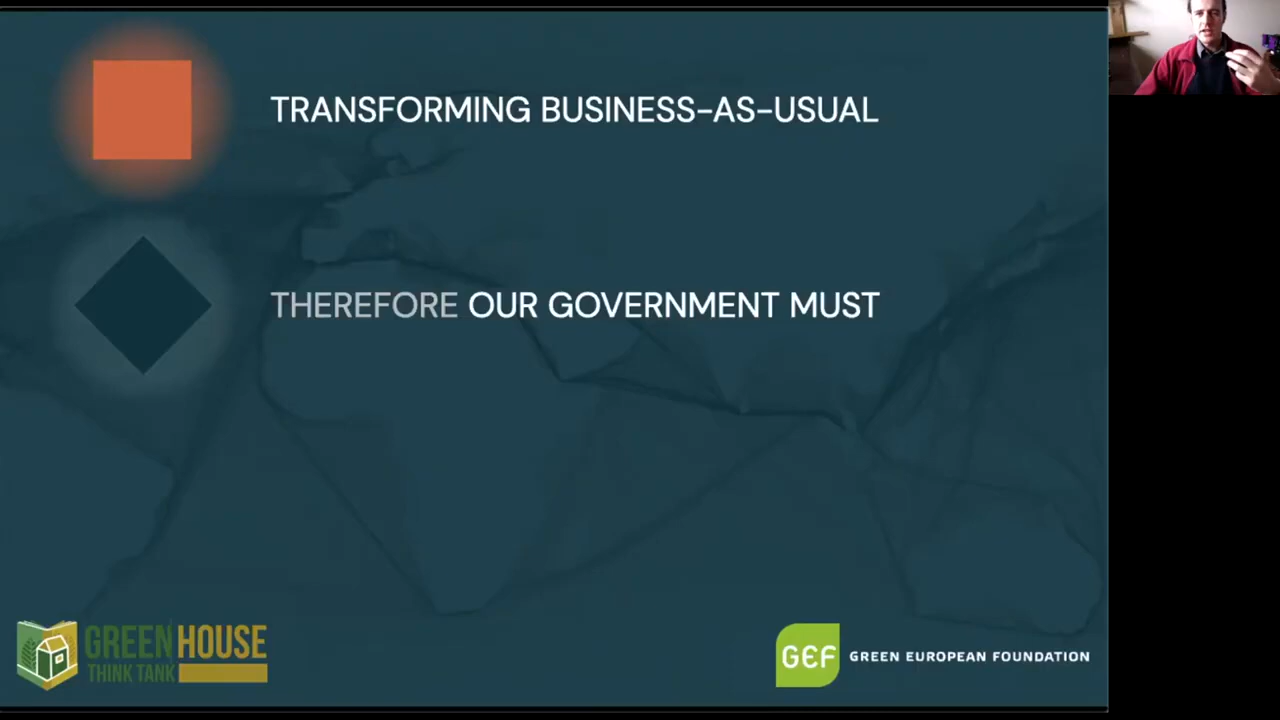 TRANSFORMING BUSINESS-AS-USUAL
THEREFORE OUR GOVERNMENT MUST
GREEN HOUSE
THINK TANK
GEF GREEN EUROPEAN FOUNDATION